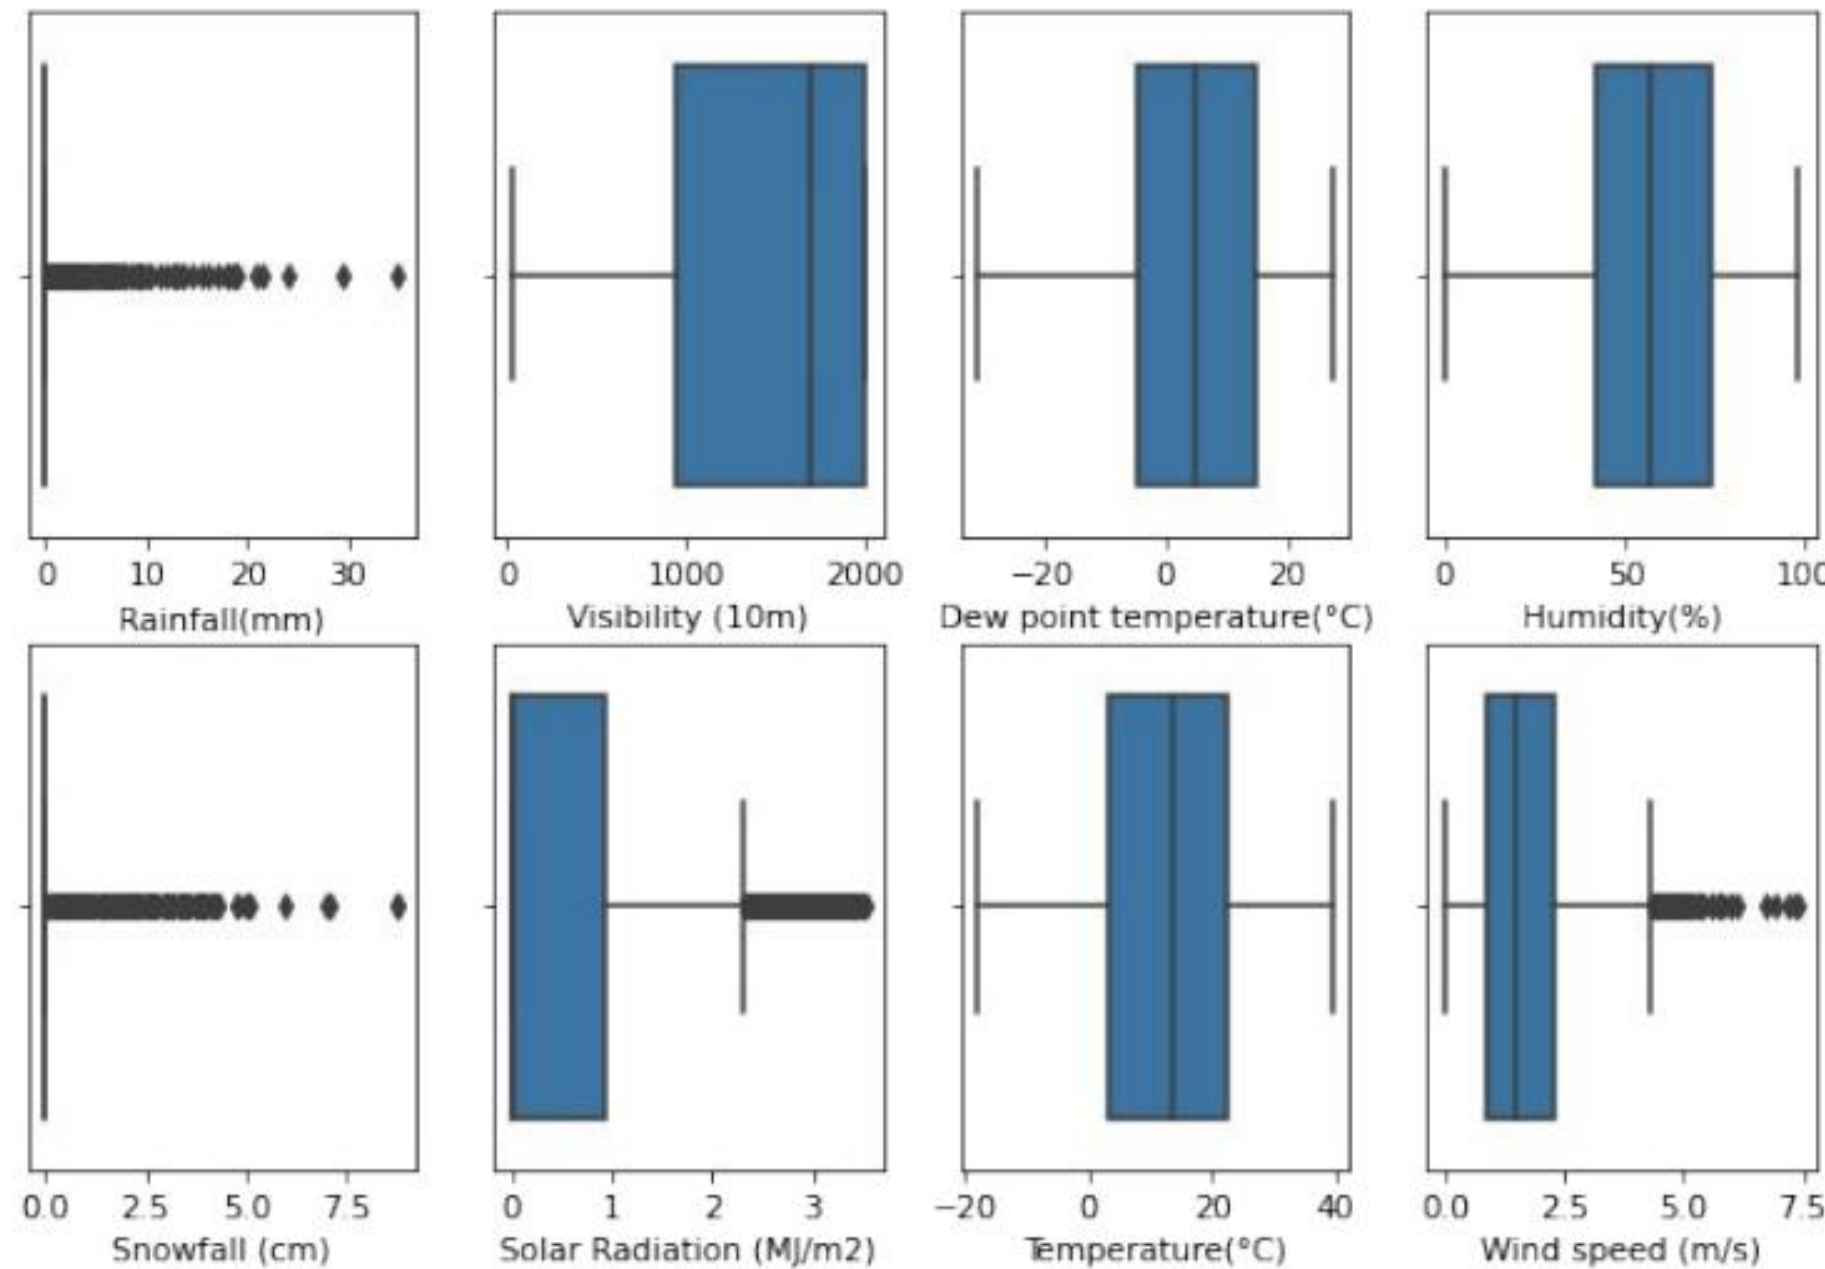 0 10 20 30
Rainfall(mm)
0 1000 2000
Visibility (10m)
−20 0 20
Dew point temperature(°C)
0 50 100
Humidity(%)
0.0 2.5 5.0 7.5
Snowfall (cm)
0 1 2 3
Solar Radiation (MJ/m2)
−20 0 20 40
Temperature(°C)
0.0 2.5 5.0 7.5
Wind speed (m/s)